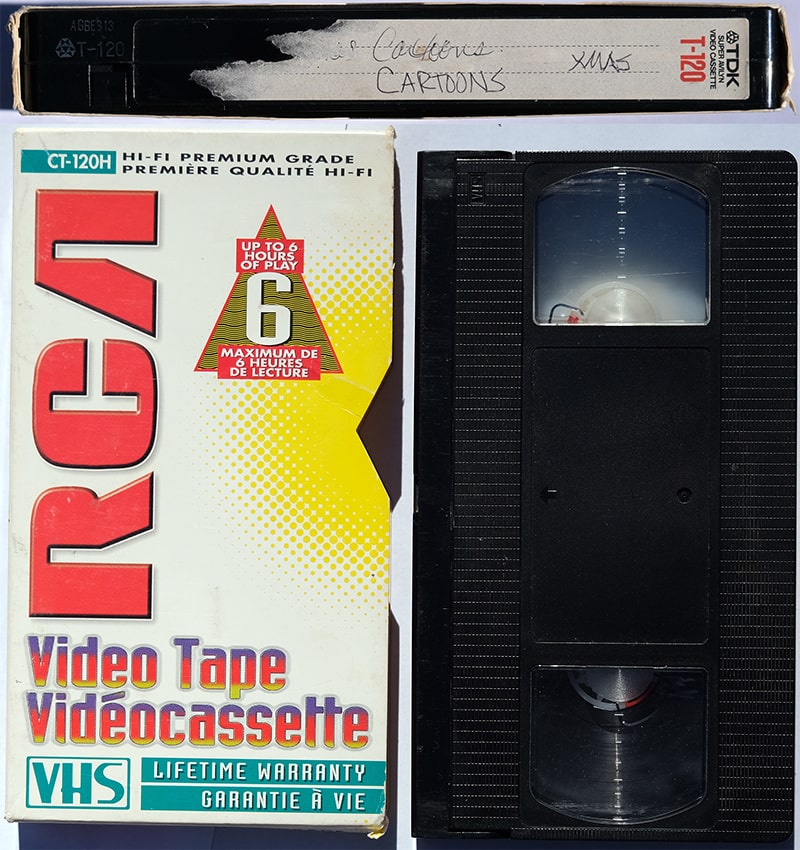 AGBE313
T-120
Cartoons
CARTOONS
XMAS
TDK
SUPER AVILYN
VIDEO CASSETTE
T-120
CT-120H HI-FI PREMIUM GRADE
PREMIÈRE QUALITÉ HI-FI
RCA
UP TO 6
HOURS
OF PLAY
6
MAXIMUM DE
6 HEURES
DE LECTURE
Video Tape
Vidéocassette
VHS
LIFETIME WARRANTY
GARANTIE À VIE
VHS